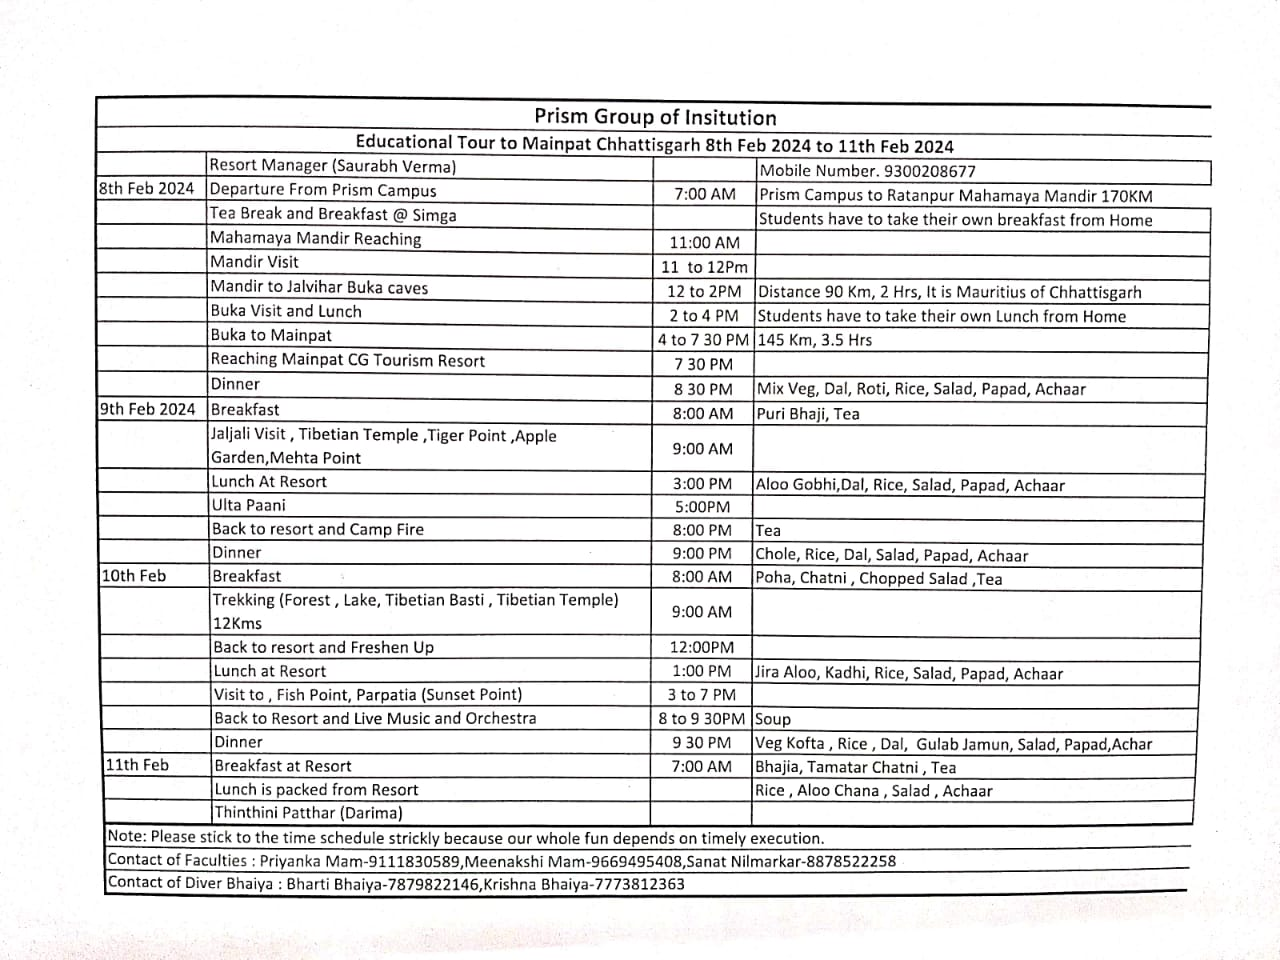 Prism Group of Insitution
Educational Tour to Mainpat Chhattisgarh 8th Feb 2024 to 11th Feb 2024
Resort Manager (Saurabh Verma) Mobile Number. 9300208677
8th Feb 2024 Departure From Prism Campus 7:00 AM Prism Campus to Ratanpur Mahamaya Mandir 170KM
Tea Break and Breakfast @ Simga Students have to take their own breakfast from Home
Mahamaya Mandir Reaching 11:00 AM
Mandir Visit 11 to 12Pm
Mandir to Jalvihar Buka caves 12 to 2PM Distance 90 Km, 2 Hrs, It is Mauritius of Chhattisgarh
Buka Visit and Lunch 2 to 4 PM Students have to take their own Lunch from Home
Buka to Mainpat 4 to 7 30 PM 145 Km, 3.5 Hrs
Reaching Mainpat CG Tourism Resort 7 30 PM
Dinner 8 30 PM Mix Veg, Dal, Roti, Rice, Salad, Papad, Achaar
9th Feb 2024 Breakfast 8:00 AM Puri Bhaji, Tea
Jaljali Visit , Tibetian Temple ,Tiger Point ,Apple
Garden,Mehta Point 9:00 AM
Lunch At Resort 3:00 PM Aloo Gobhi,Dal, Rice, Salad, Papad, Achaar
Ulta Paani 5:00PM
Back to resort and Camp Fire 8:00 PM Tea
Dinner 9:00 PM Chole, Rice, Dal, Salad, Papad, Achaar
10th Feb Breakfast 8:00 AM Poha, Chatni , Chopped Salad ,Tea
Trekking (Forest , Lake, Tibetian Basti , Tibetian Temple)
12Kms 9:00 AM
Back to resort and Freshen Up 12:00PM
Lunch at Resort 1:00 PM Jira Aloo, Kadhi, Rice, Salad, Papad, Achaar
Visit to , Fish Point, Parpatia (Sunset Point) 3 to 7 PM
Back to Resort and Live Music and Orchestra 8 to 9 30PM Soup
Dinner 9 30 PM Veg Kofta , Rice , Dal, Gulab Jamun, Salad, Papad,Achar
11th Feb Breakfast at Resort 7:00 AM Bhajia, Tamatar Chatni , Tea
Lunch is packed from Resort Rice , Aloo Chana , Salad , Achaar
Thinthini Patthar (Darima)
Note: Please stick to the time schedule strickly because our whole fun depends on timely execution.
Contact of Faculties : Priyanka Mam-9111830589,Meenakshi Mam-9669495408,Sanat Nilmarkar-8878522258
Contact of Diver Bhaiya : Bharti Bhaiya-7879822146,Krishna Bhaiya-7773812363